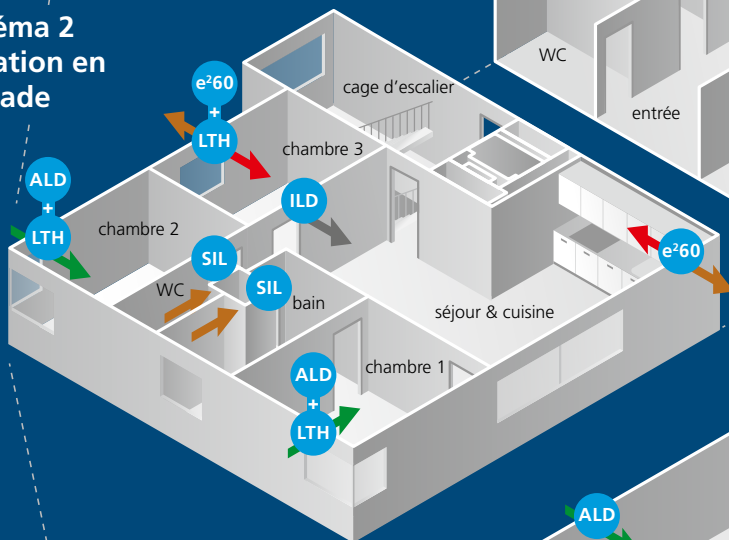 éma 2
ation en
ade
WC
entrée
cage d’escalier
e²60
+
LTH
chambre 3
ALD
+
LTH
chambre 2
ILD
SIL
WC
SIL
bain
e²60
séjour & cuisine
chambre 1
ALD
+
LTH
ALD